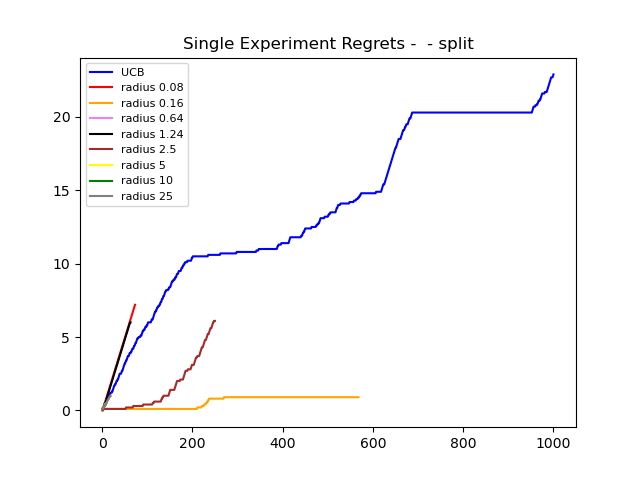 Single Experiment Regrets -  - split
UCB
radius 0.08
radius 0.16
radius 0.64
radius 1.24
radius 2.5
radius 5
radius 10
radius 25
20
15
10
5
0
0 200 400 600 800 1000